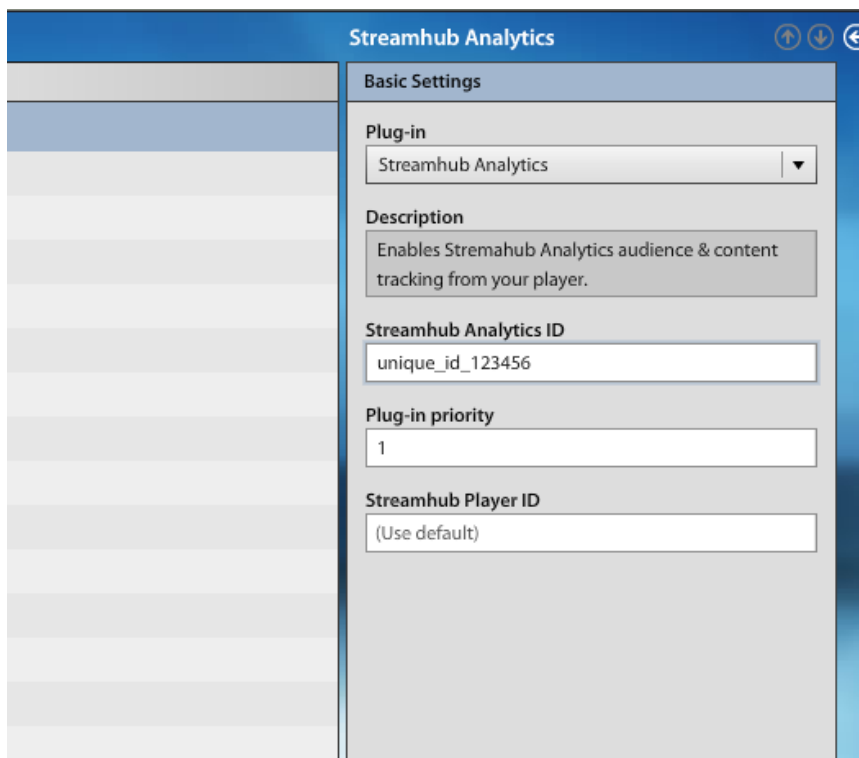 Streamhub Analytics
Basic Settings
Plug-in
Streamhub Analytics
Description
Enables Stremahub Analytics audience & content
tracking from your player.
Streamhub Analytics ID
unique_id_123456
Plug-in priority
1
Streamhub Player ID
(Use default)